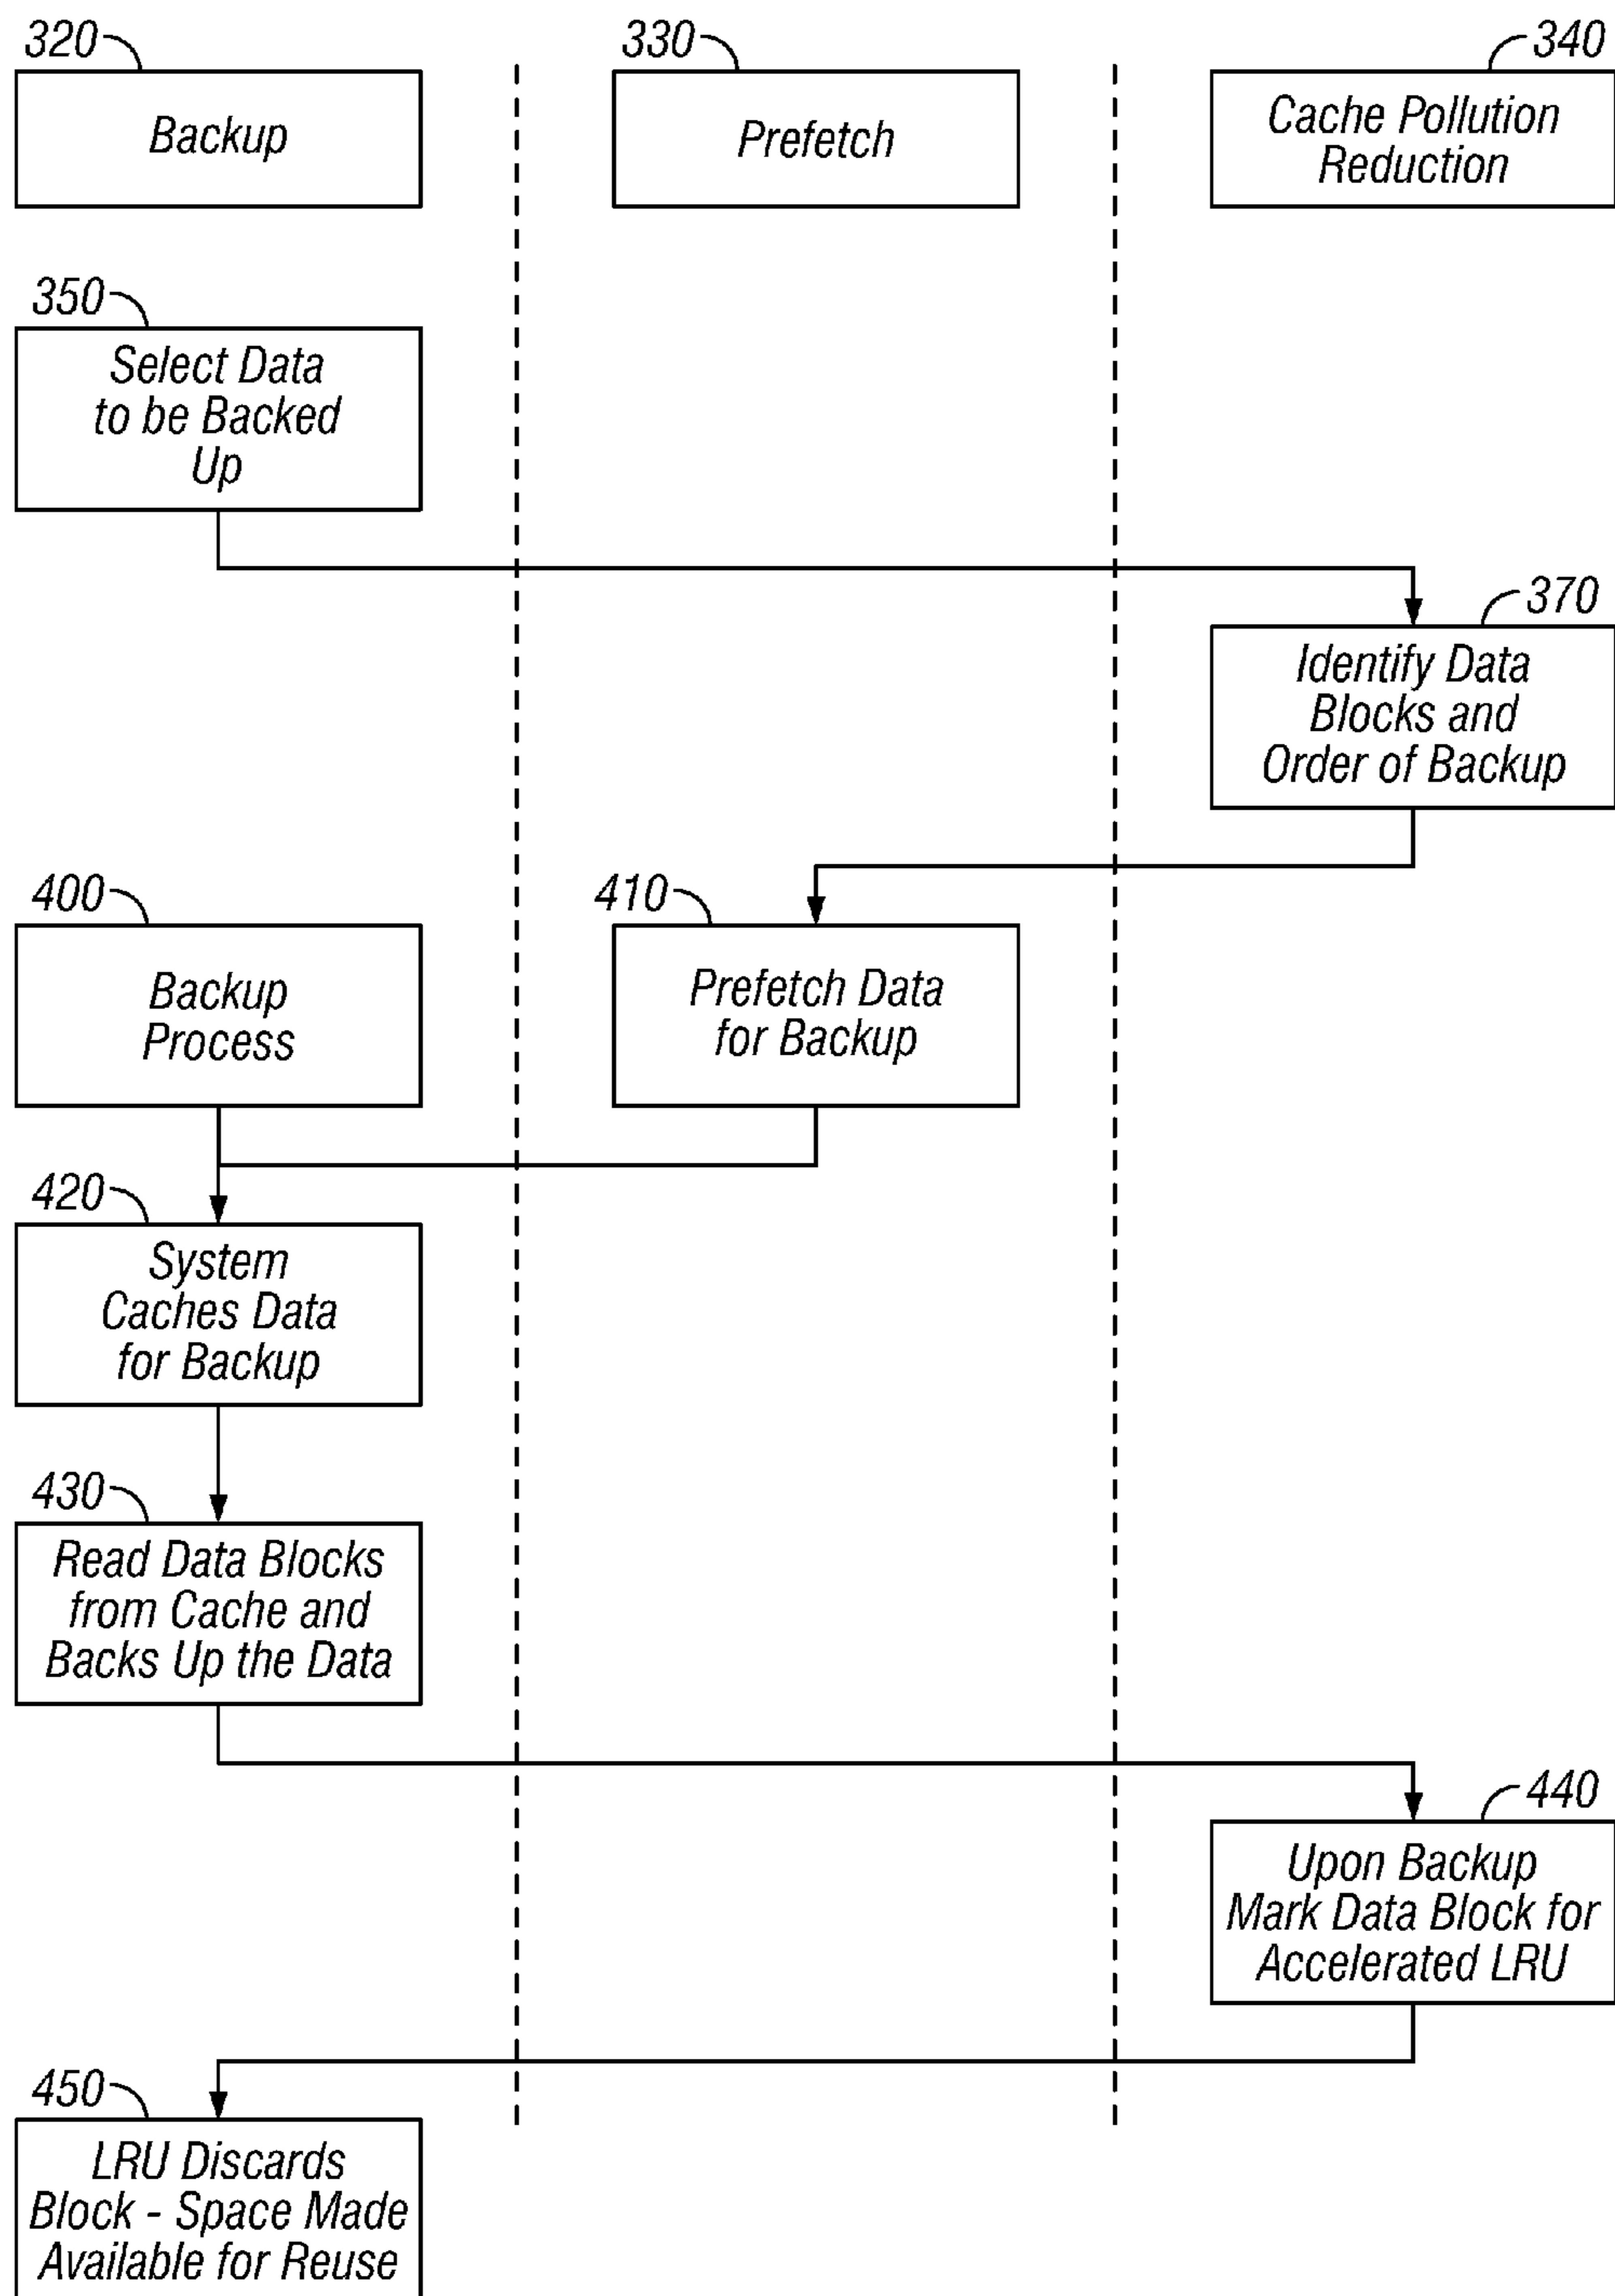 320
330
340
Backup
Prefetch
Cache Pollution
Reduction
350
Select Data
to be Backed
Up
370
Identify Data
Blocks and
Order of Backup
400
410
Backup
Process
Prefetch Data
for Backup
420
System
Caches Data
for Backup
430
Read Data Blocks
from Cache and
Backs Up the Data
440
Upon Backup
Mark Data Block for
Accelerated LRU
450
LRU Discards
Block - Space Made
Available for Reuse